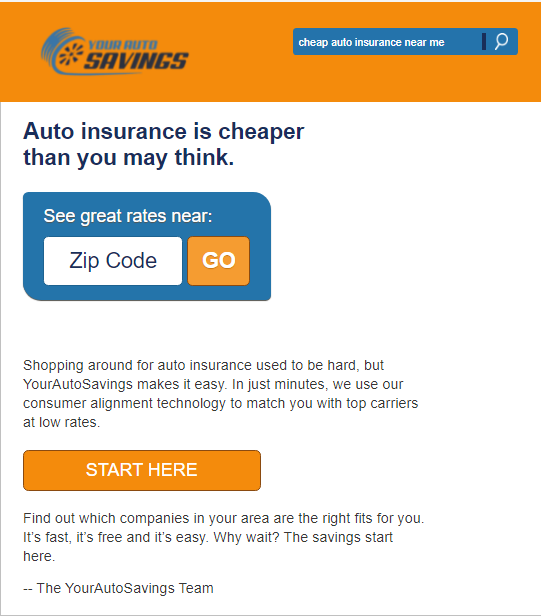 YOUR AUTO
SAVINGS
cheap auto insurance near me
Auto insurance is cheaper
than you may think.
See great rates near:
Zip Code
GO
Shopping around for auto insurance used to be hard, but
YourAutoSavings makes it easy. In just minutes, we use our
consumer alignment technology to match you with top carriers
at low rates.
START HERE
Find out which companies in your area are the right fits for you.
It’s fast, it’s free and it’s easy. Why wait? The savings start
here.
-- The YourAutoSavings Team